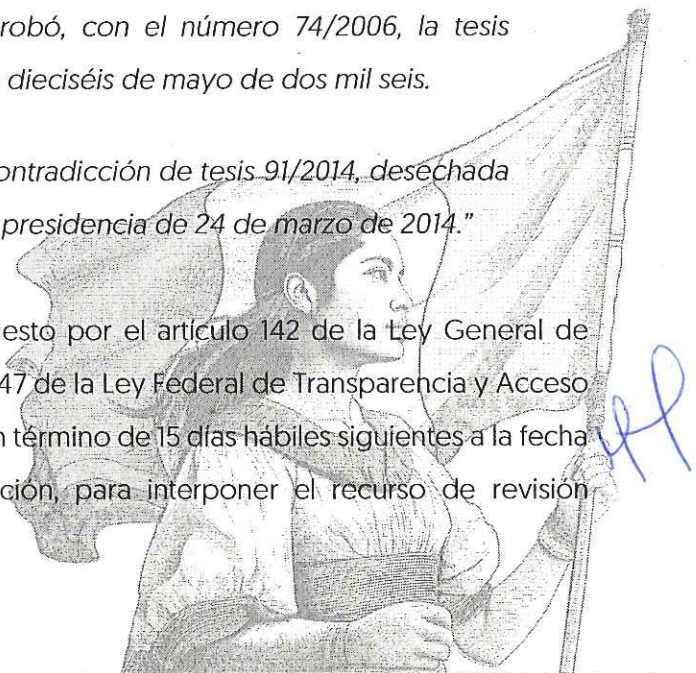 robó, con el número 74/2006, la tesis
dieciséis de mayo de dos mil seis.
ontradicción de tesis 91/2014, desechada
presidencia de 24 de marzo de 2014."
esto por el artículo 142 de la Ley General de
47 de la Ley Federal de Transparencia y Acceso
n término de 15 días hábiles siguientes a la fecha
ción, para interponer el recurso de revisión